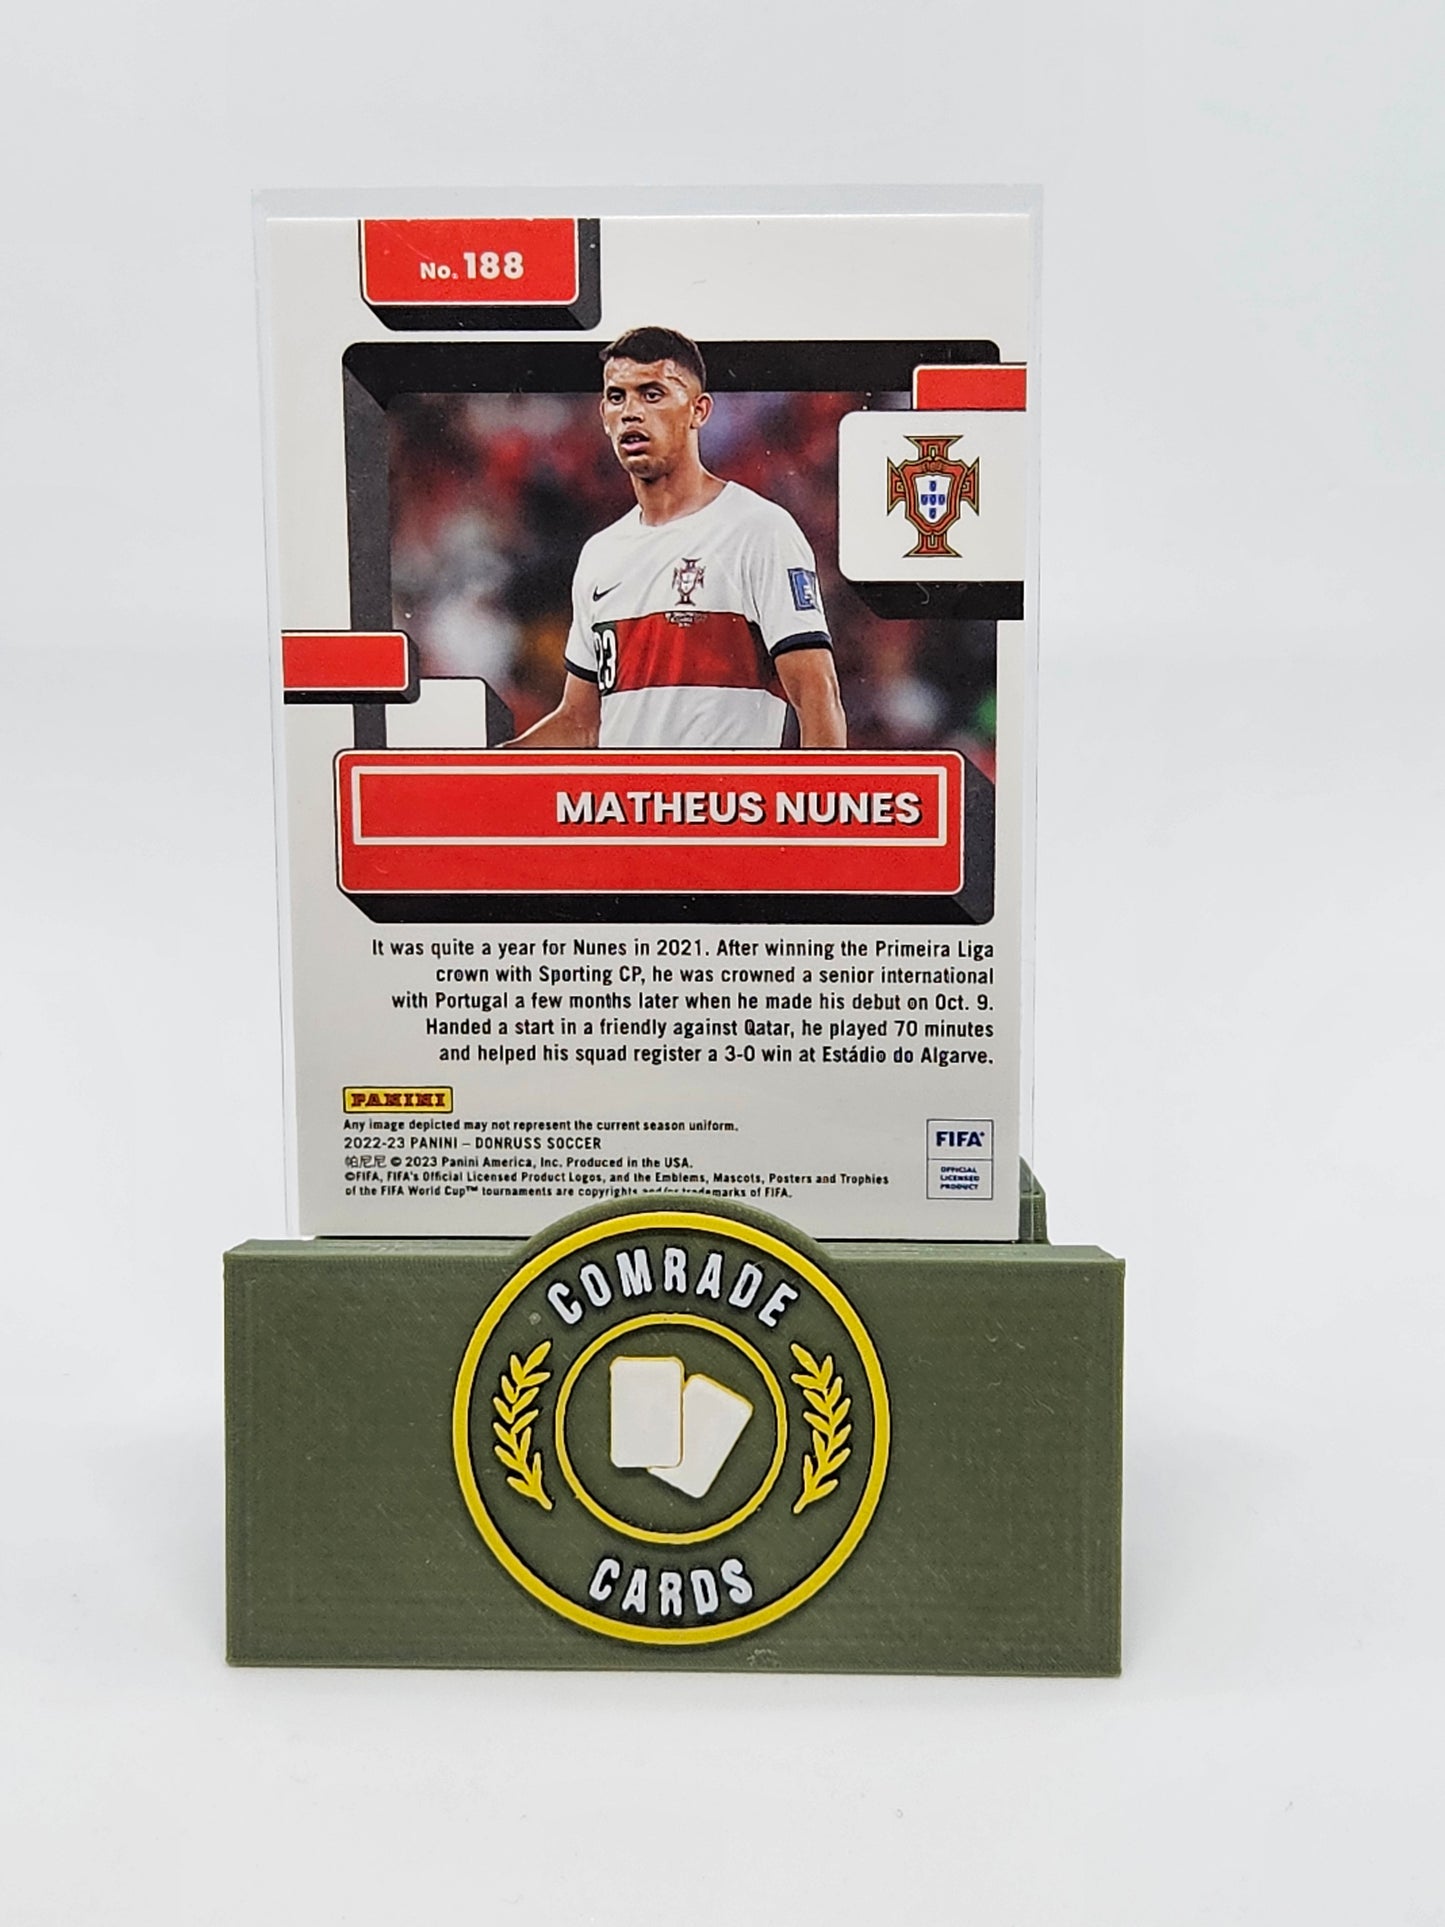 No. 188
23
MATHEUS NUNES
It was quite a year for Nunes in 2021. After winning the Primeira Liga
crown with Sporting CP, he was crowned a senior international
with Portugal a few months later when he made his debut on Oct. 9.
Handed a start in a friendly against Qatar, he played 70 minutes
and helped his squad register a 3-0 win at Estádio do Algarve.
PANINI
Any image depicted may not represent the current season uniform.
2022-23 PANINI – DONRUSS SOCCER
帕尼尼 © 2023 Panini America, Inc. Produced in the USA.
©FIFA, FIFA's Official Licensed Product Logos, and the Emblems, Mascots, Posters and Trophies
of the FIFA World Cup™ tournaments are copyrights and/or trademarks of FIFA.
FIFA
OFFICIAL
LICENSED
PRODUCT
COMRADE
CARDS